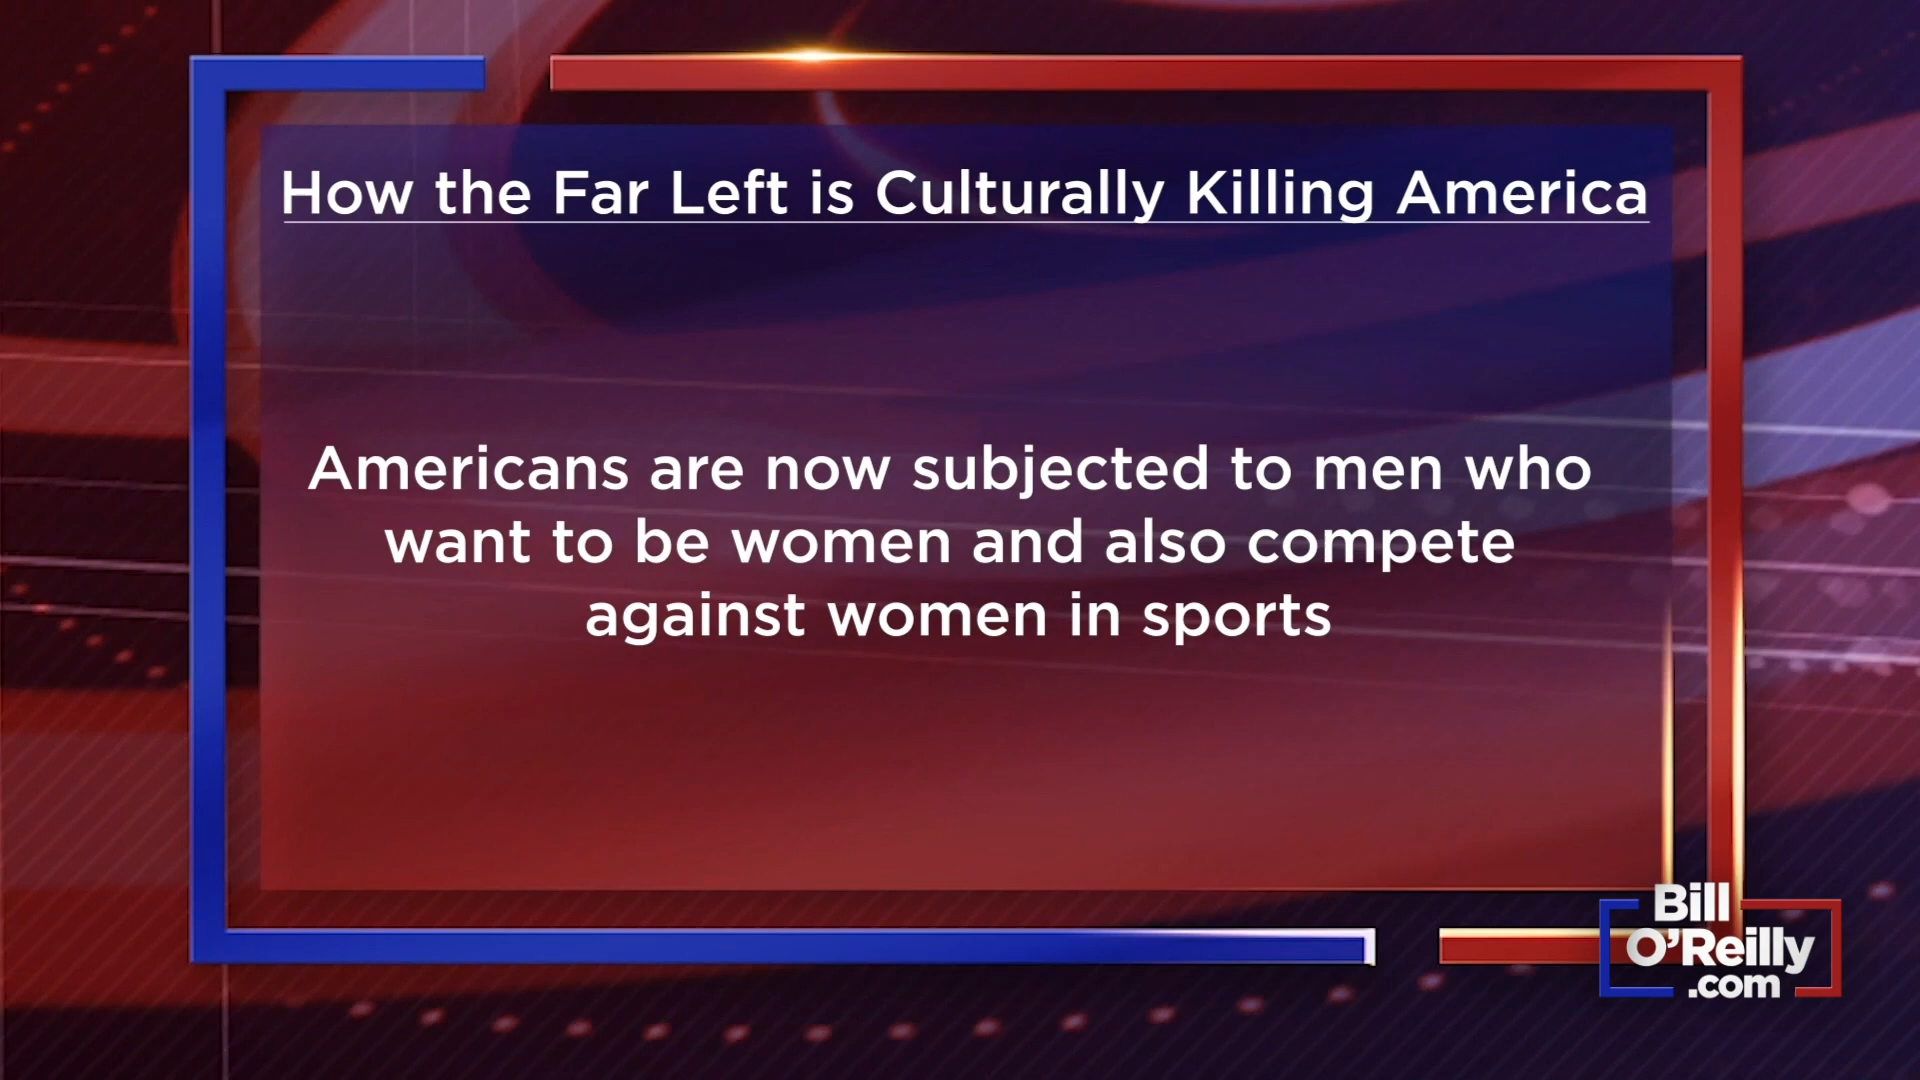 How the Far Left is Culturally Killing America
Americans are now subjected to men who
want to be women and also compete
against women in sports
Bill
O'Reilly
.com